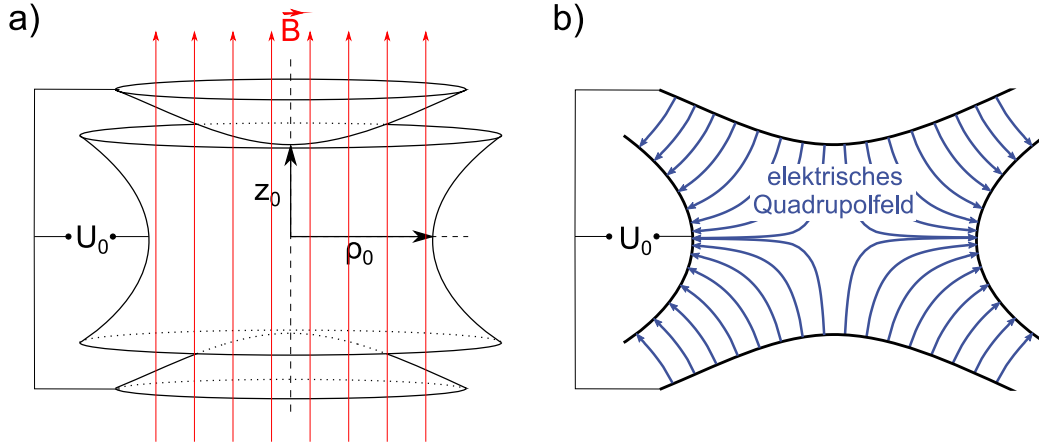 a)
B
z₀
U₀
ρ₀
b)
elektrisches
Quadrupolfeld
U₀